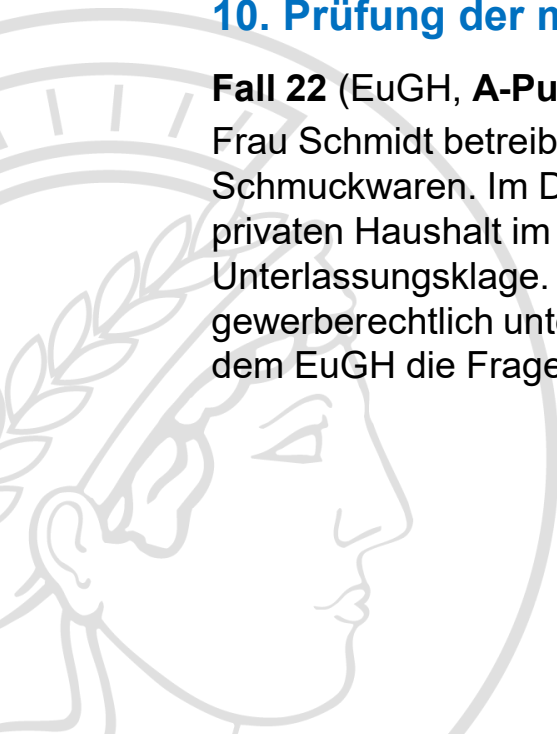 10. Prüfung der n
Fall 22 (EuGH, A-Pu
Frau Schmidt betreib
Schmuckwaren. Im D
privaten Haushalt im
Unterlassungsklage.
gewerberechtlich unte
dem EuGH die Frage